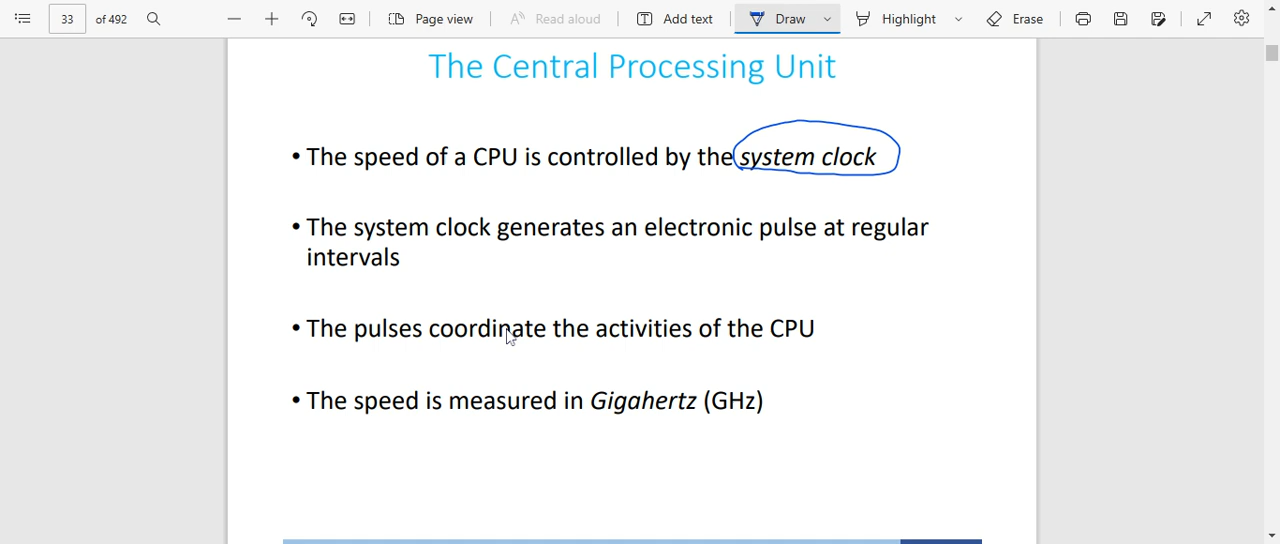 33 of 492 Page view Read aloud Add text Draw Highlight Erase
The Central Processing Unit
• The speed of a CPU is controlled by the system clock
• The system clock generates an electronic pulse at regular
intervals
• The pulses coordinate the activities of the CPU
• The speed is measured in Gigahertz (GHz)